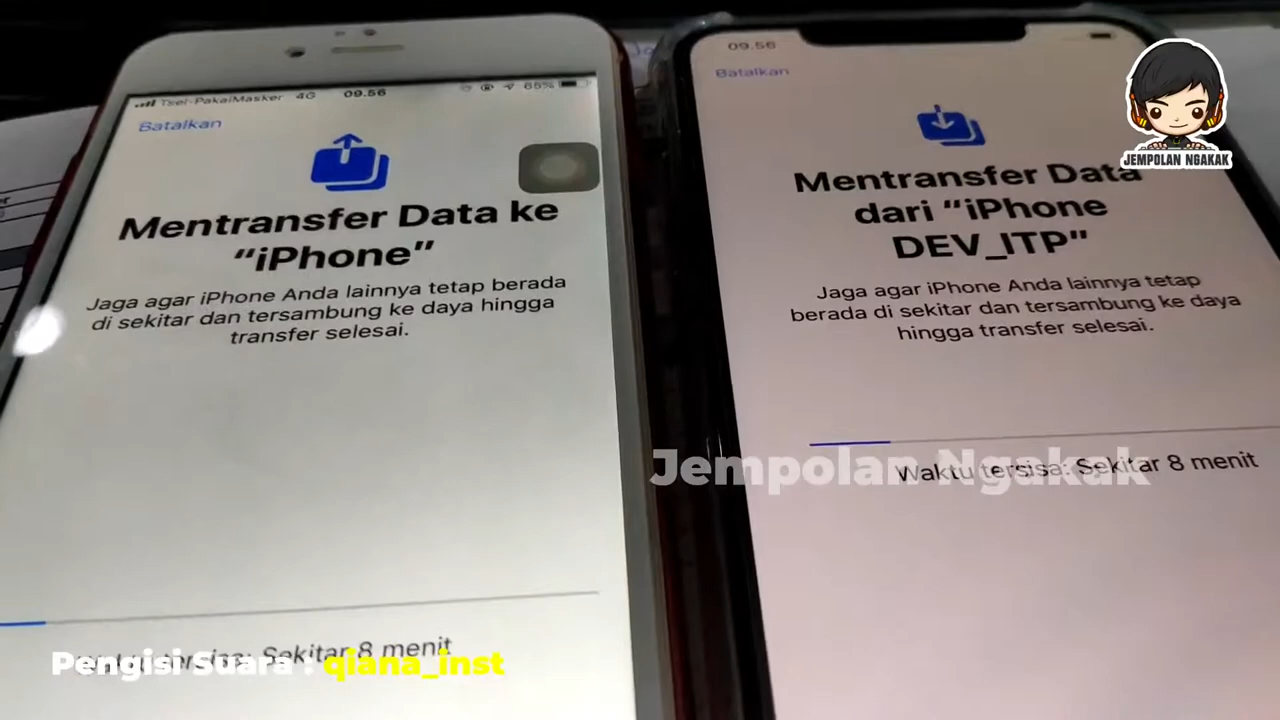 Tsel-PakaiMasker 4G 09.56 85%
Batalkan
Mentransfer Data ke
“iPhone”
Jaga agar iPhone Anda lainnya tetap berada
di sekitar dan tersambung ke daya hingga
transfer selesai.
Waktu tersisa: Sekitar 8 menit
09.56
Batalkan
Mentransfer Data
dari “iPhone
DEV_ITP”
Jaga agar iPhone Anda lainnya tetap
berada di sekitar dan tersambung ke daya
hingga transfer selesai.
Waktu tersisa: Sekitar 8 menit
JEMPOLAN NGAKAK
Jempolan Ngakak
Pengisi Suara : qiana_inst